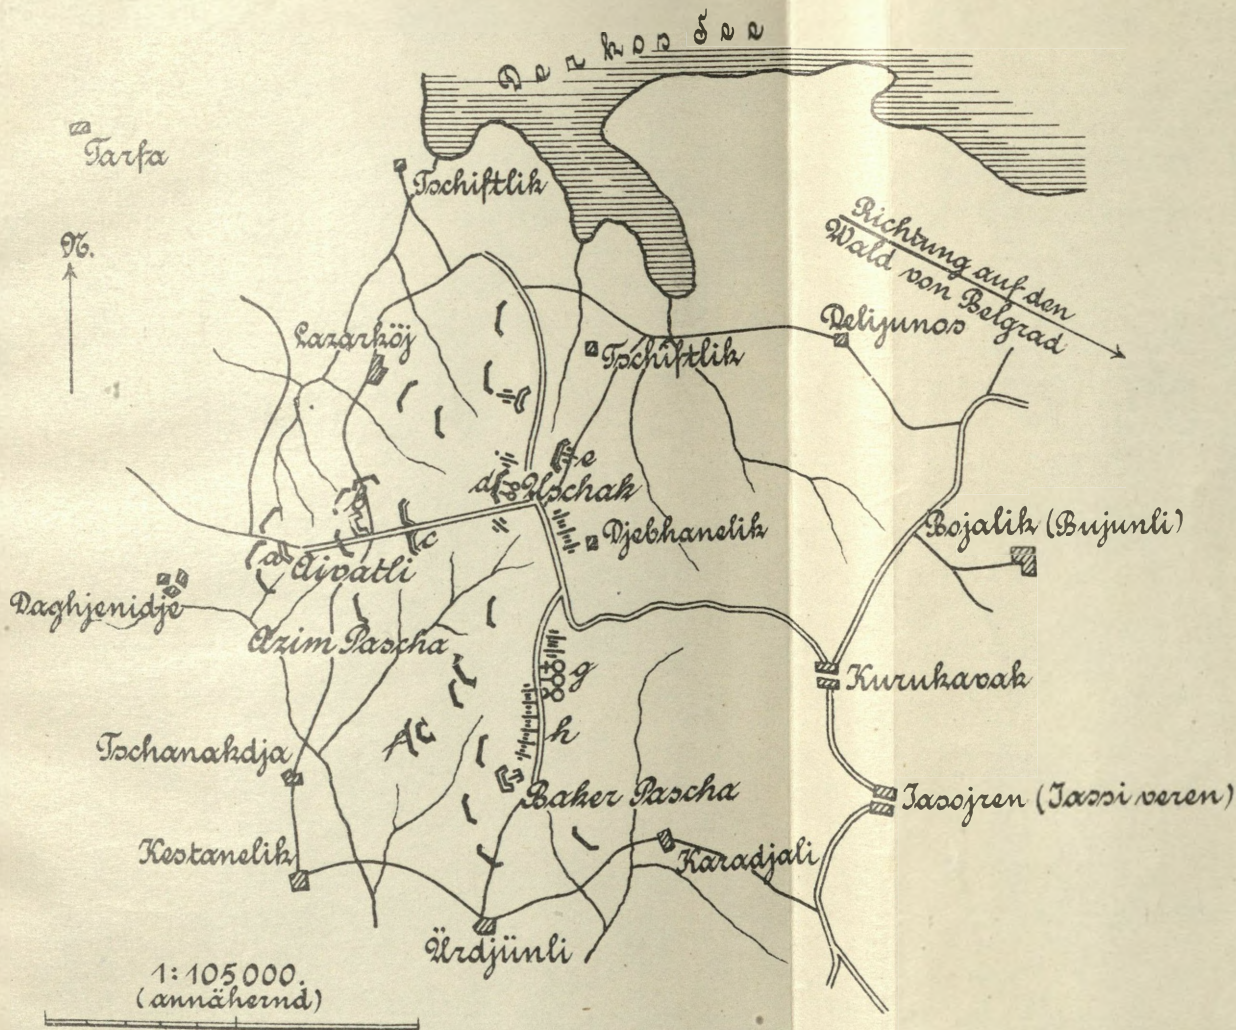 Derkos See
Tarfa
Tschiftlik
N.
Richtung auf den
Wald von Belgrad
Lazarköj
Delijunos
Tschiftlik
e
d
Uschak
Bojalik (Bujunli)
Djebhanelik
c
a
Ajvatli
Daghjenidje
Azim Pascha
g
Kurukavak
h
Tschanakdja
Baker Pascha
Jasojren (Jassi veren)
Kestanelik
Karadjali
Ürdjünli
1:105000.
(annähernd)